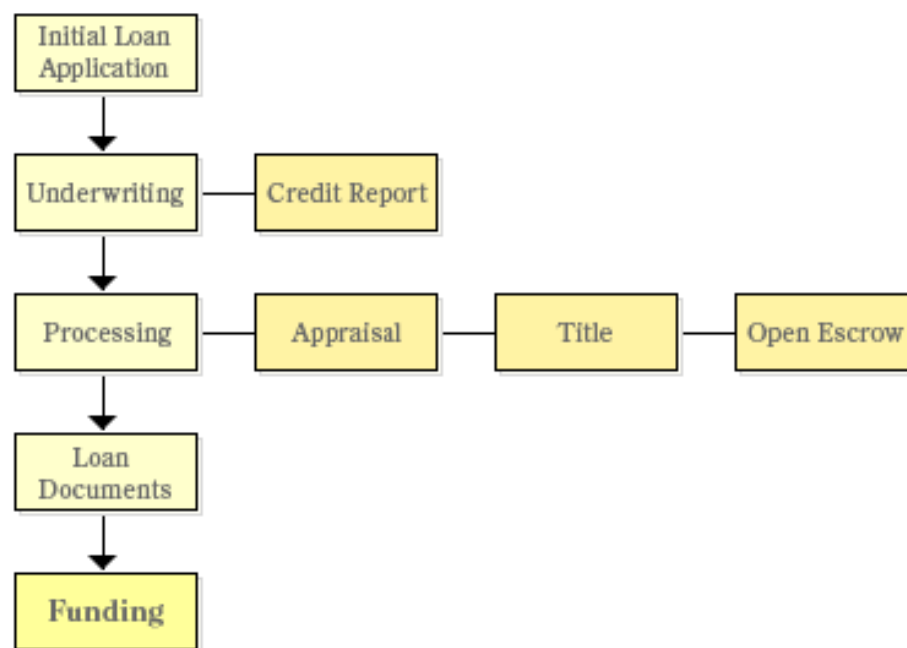 Initial Loan
Application
Underwriting
Credit Report
Processing
Appraisal
Title
Open Escrow
Loan
Documents
Funding